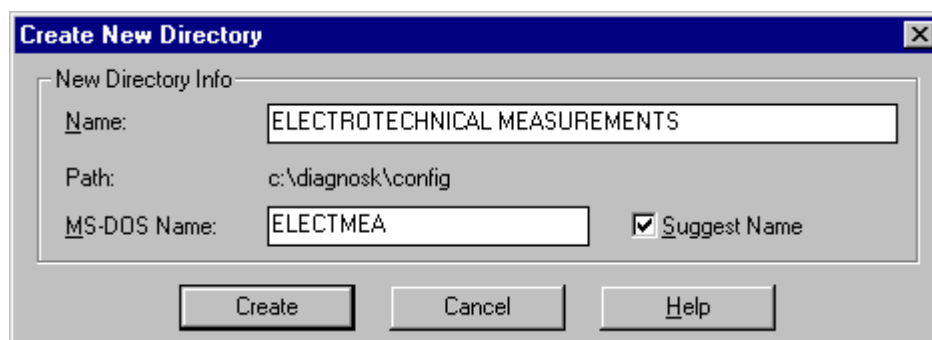 Create New Directory
New Directory Info
Name: ELECTROTECHNICAL MEASUREMENTS
Path: c:\diagnosk\config
MS-DOS Name: ELECTMEA Suggest Name
Create Cancel Help